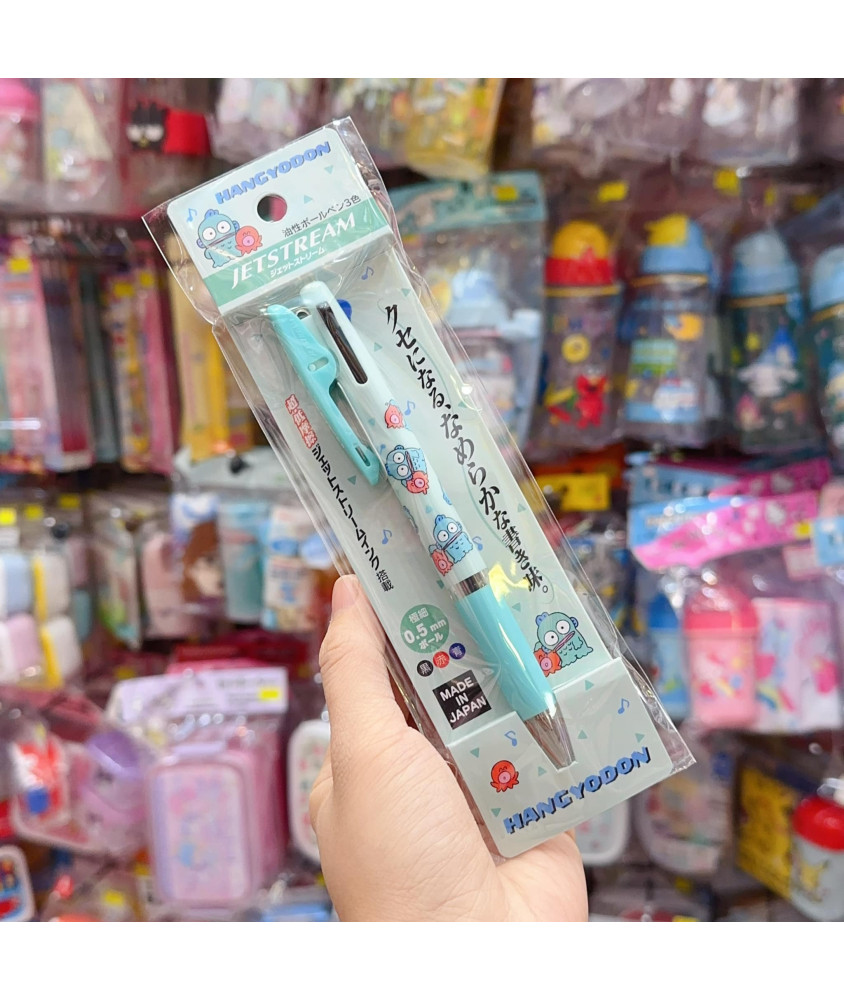 HANGYODON
油性ボールペン3色
JETSTREAM
ジェットストリーム
クセになる、なめらかな書き味。
超低摩擦ジェットストリームインク搭載
極細
0.5mm
ボール
黒 赤 青
MADE
IN
JAPAN
HANGYODON